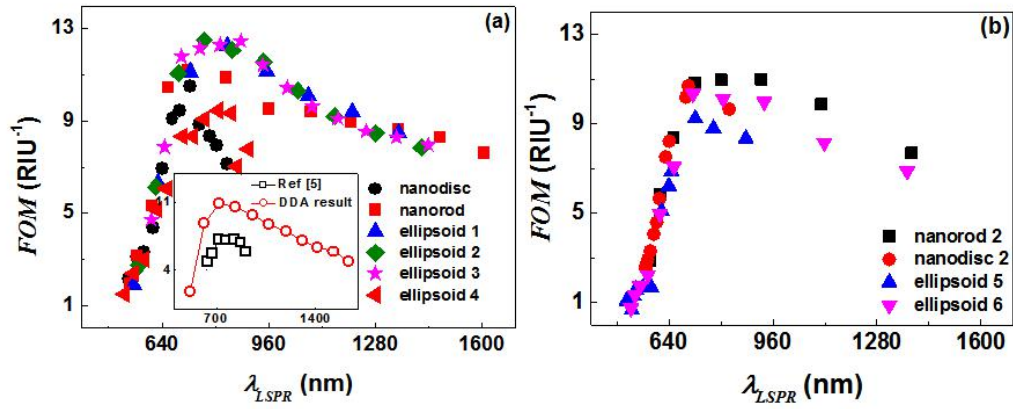 (a)
13
9
5
1
FOM (RIU⁻¹)
640 960 1280 1600
λLSPR (nm)
nanodisc
nanorod
ellipsoid 1
ellipsoid 2
ellipsoid 3
ellipsoid 4
Ref [5]
DDA result
11
4
700 1400
(b)
13
9
5
1
FOM (RIU⁻¹)
640 960 1280 1600
λLSPR (nm)
nanorod 2
nanodisc 2
ellipsoid 5
ellipsoid 6